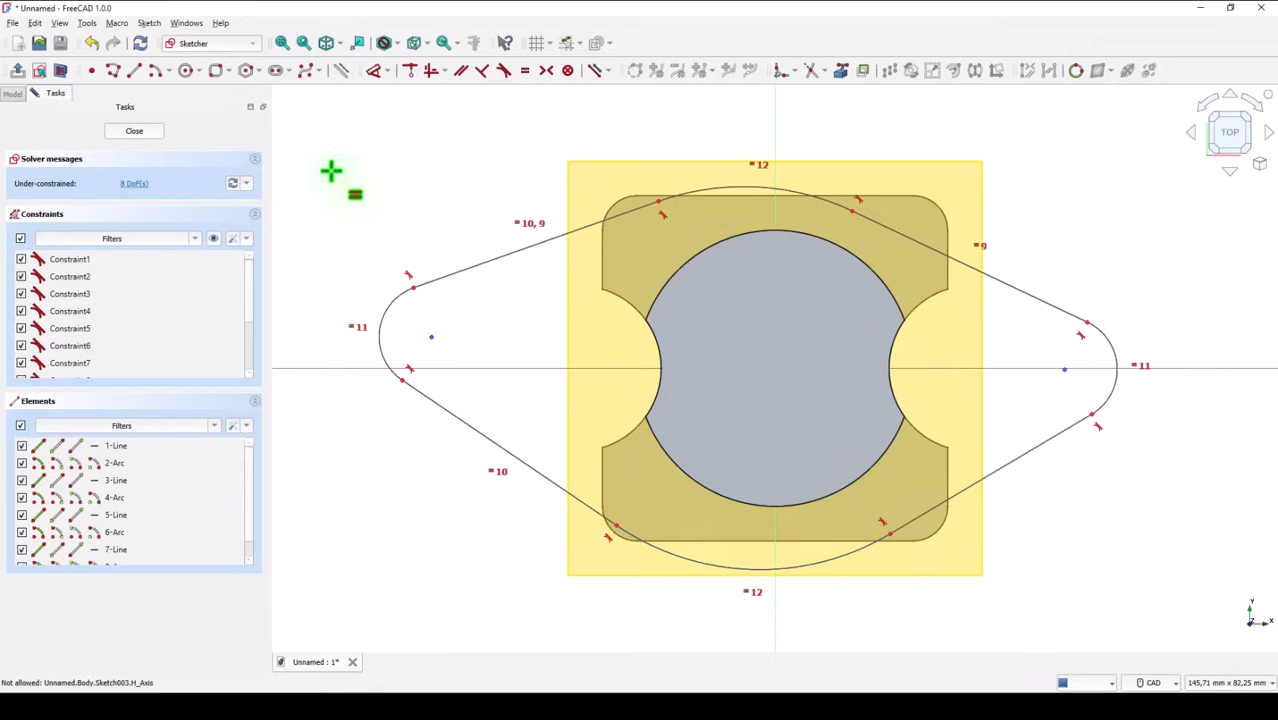 * Unnamed - FreeCAD 1.0.0
File Edit View Tools Macro Sketch Windows Help
Sketcher
Model Tasks
Tasks
Close
Solver messages
Under-constrained: 8 DoF(s)
Constraints
Filters
Constraint1
Constraint2
Constraint3
Constraint4
Constraint5
Constraint6
Constraint7
Elements
Filters
1-Line
2-Arc
3-Line
4-Arc
5-Line
6-Arc
7-Line
= 12
= 10, 9
= 9
= 11
= 11
= 10
= 12
TOP
Y
Z
X
Unnamed : 1*
Not allowed: Unnamed.Body.Sketch003.H_Axis
CAD
145,71 mm x 82,25 mm